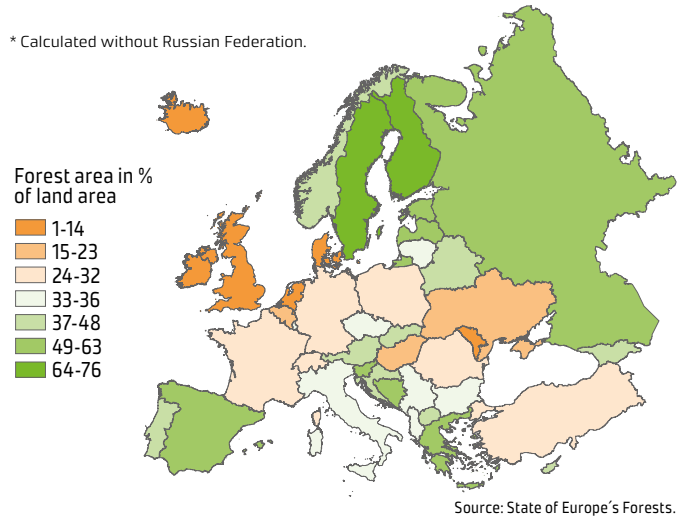 * Calculated without Russian Federation.
Forest area in %
of land area
1-14
15-23
24-32
33-36
37-48
49-63
64-76
Source: State of Europe´s Forests.